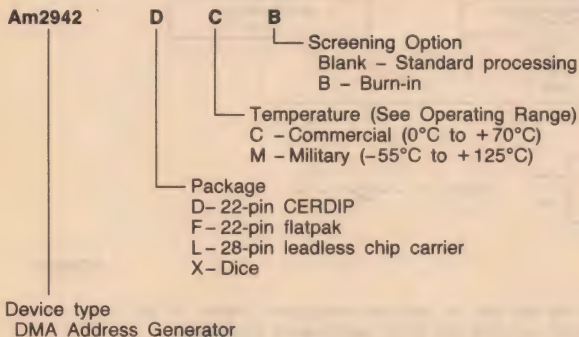 Am2942 D C B
Screening Option
Blank – Standard processing
B – Burn-in
Temperature (See Operating Range)
C – Commercial (0°C to +70°C)
M – Military (–55°C to +125°C)
Package
D– 22-pin CERDIP
F – 22-pin flatpak
L – 28-pin leadless chip carrier
X – Dice
Device type
DMA Address Generator